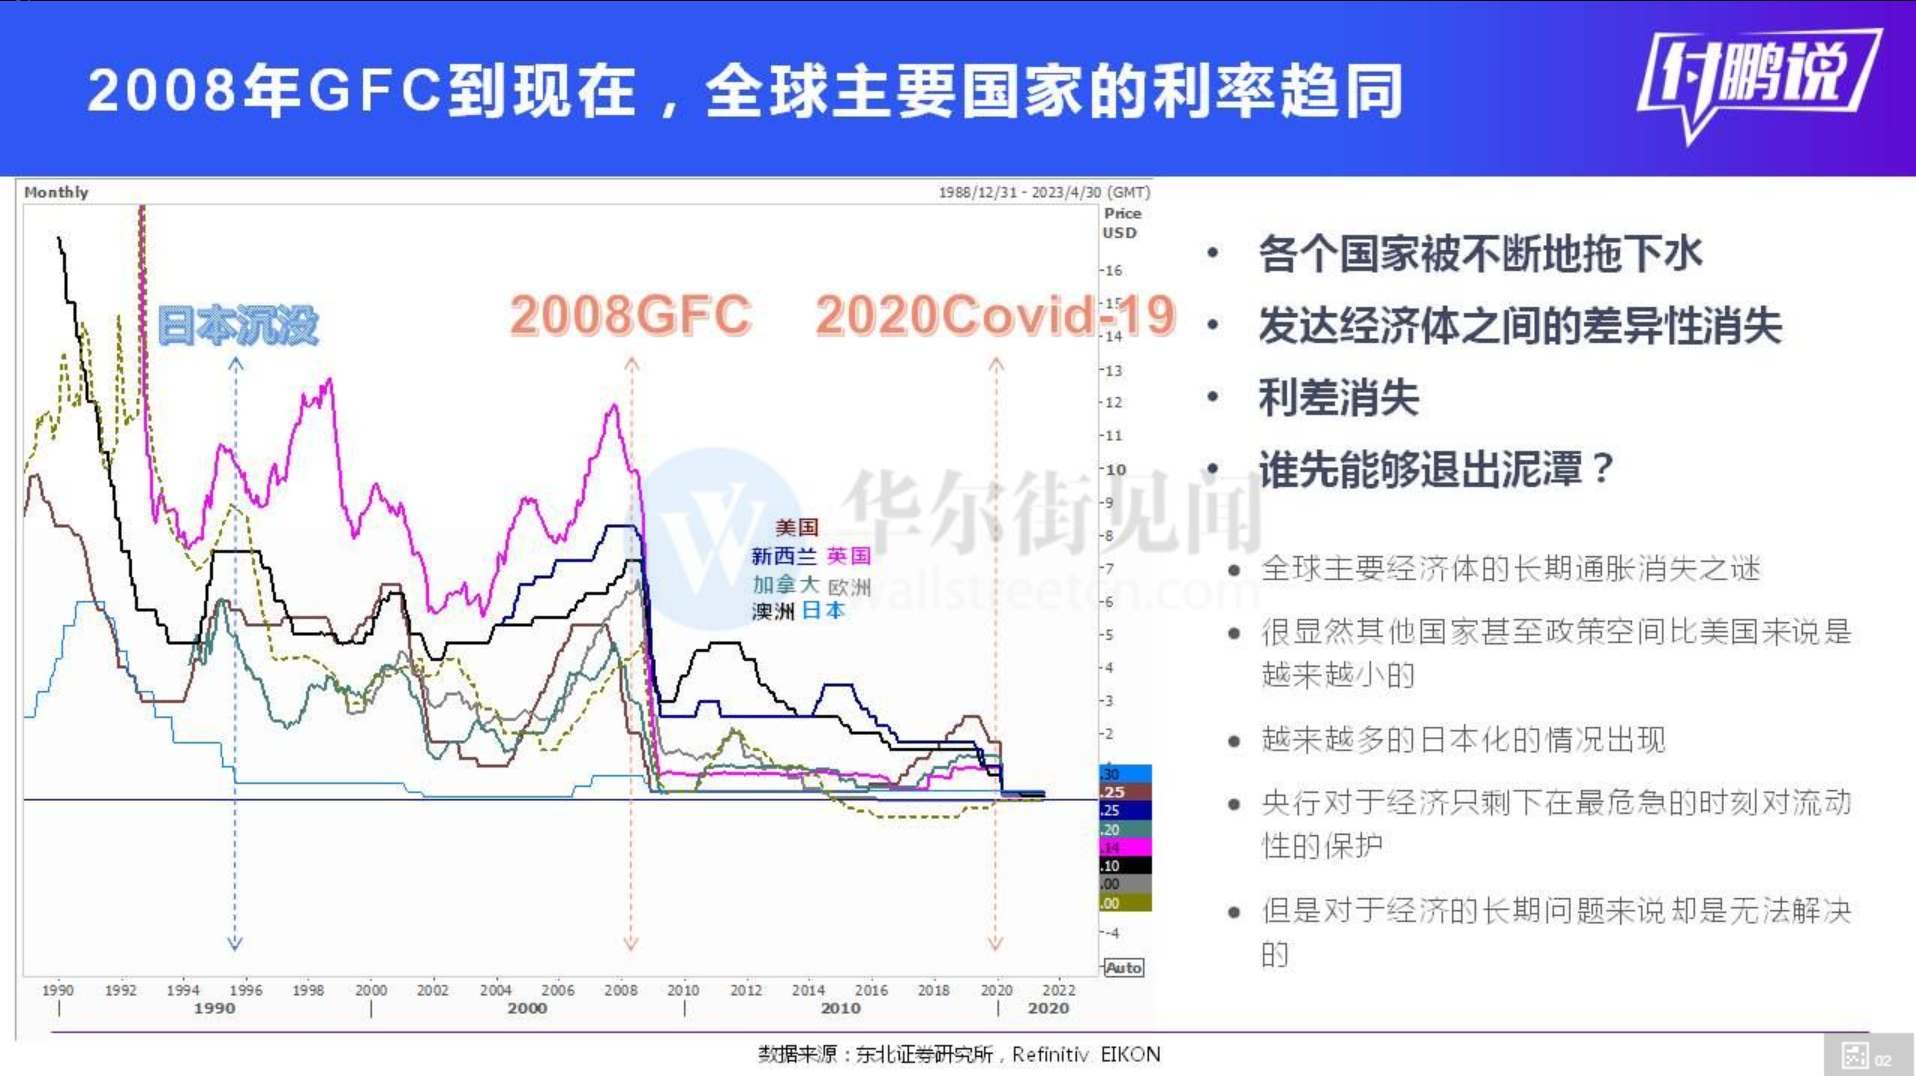 2008年GFC到现在，全球主要国家的利率趋同
付鹏说
Monthly
1988/12/31 - 2023/4/30 (GMT)
Price
USD
日本沉没
2008GFC
2020Covid-19
16
15
14
13
12
11
10
9
8
7
6
5
4
3
2
.30
.25
.25
.20
.14
.10
.00
.00
-4
Auto
美国
新西兰 英国
加拿大 欧洲
澳洲 日本
华尔街见闻
wallstreetcn.com
1990 1992 1994 1996 1998 2000 2002 2004 2006 2008 2010 2012 2014 2016 2018 2020 2022
1990 2000 2010 2020
• 各个国家被不断地拖下水
• 发达经济体之间的差异性消失
• 利差消失
• 谁先能够退出泥潭？
• 全球主要经济体的长期通胀消失之谜
• 很显然其他国家甚至政策空间比美国来说是
越来越小的
• 越来越多的日本化的情况出现
• 央行对于经济只剩下在最危急的时刻对流动
性的保护
• 但是对于经济的长期问题来说却是无法解决
的
数据来源：东北证券研究所，Refinitiv EIKON
02